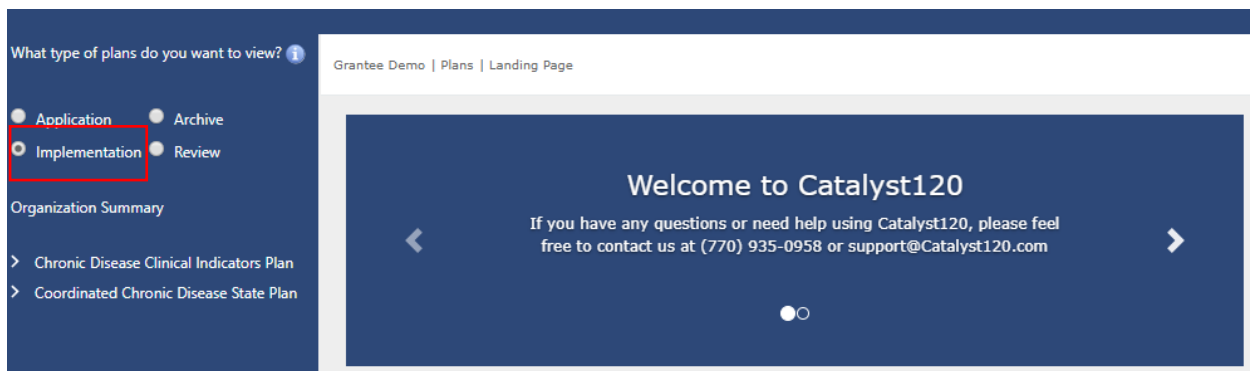 What type of plans do you want to view?
Application Archive
Implementation Review
Organization Summary
Chronic Disease Clinical Indicators Plan
Coordinated Chronic Disease State Plan
Grantee Demo | Plans | Landing Page
Welcome to Catalyst120
If you have any questions or need help using Catalyst120, please feel
free to contact us at (770) 935-0958 or support@Catalyst120.com